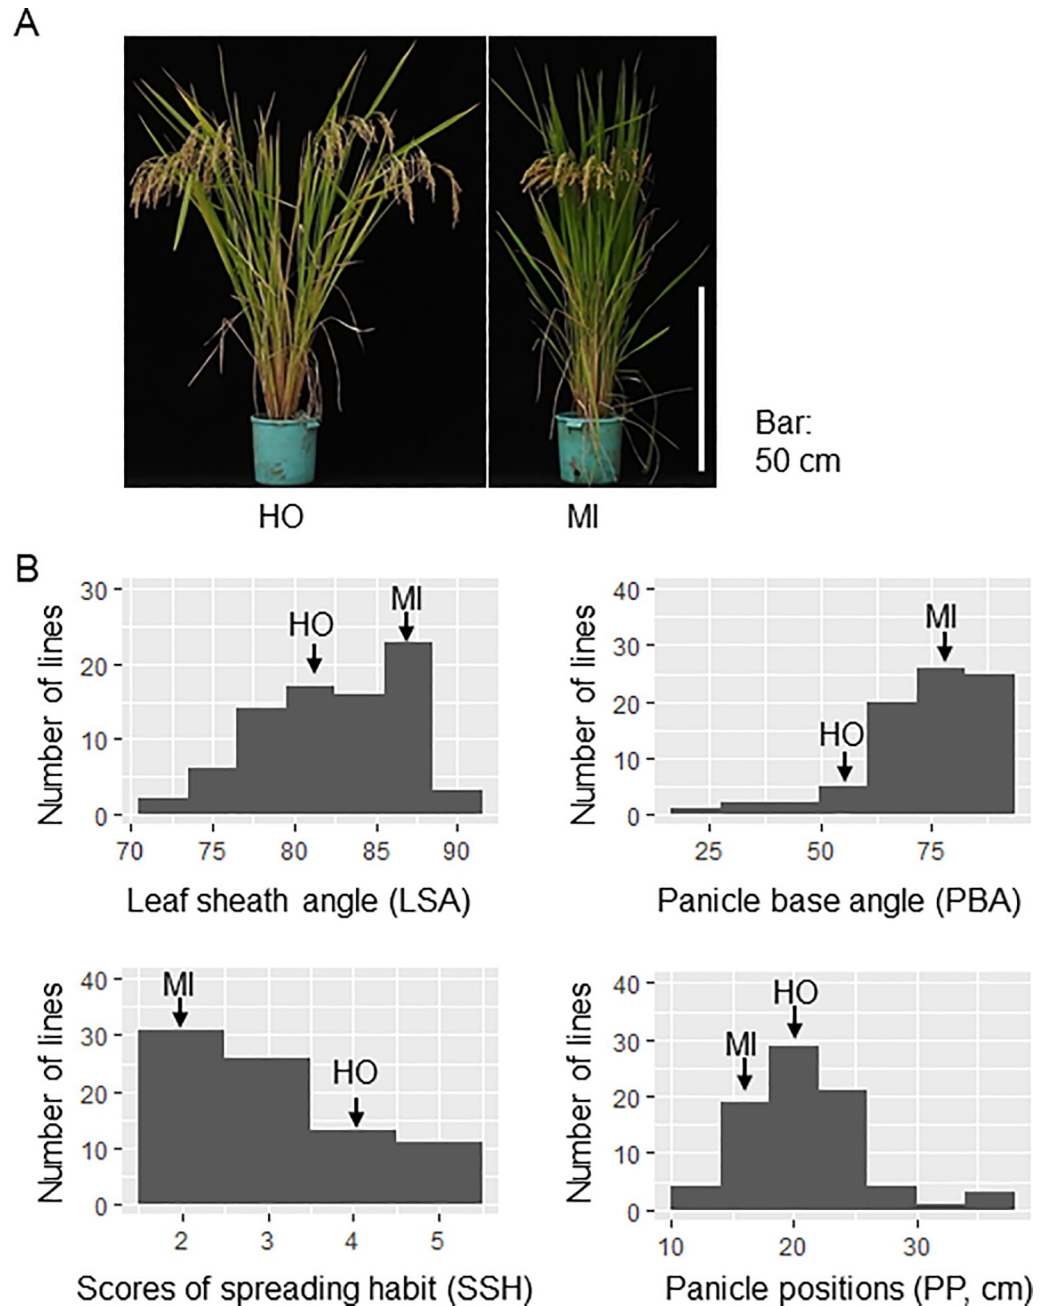 A
Bar:
50 cm
HO
MI
B
30
20
10
0
Number of lines
HO
MI
70
75
80
85
90
Leaf sheath angle (LSA)
40
30
20
10
0
Number of lines
HO
MI
25
50
75
Panicle base angle (PBA)
40
30
20
10
0
Number of lines
MI
HO
2
3
4
5
Scores of spreading habit (SSH)
40
30
20
10
0
Number of lines
MI
HO
10
20
30
Panicle positions (PP, cm)